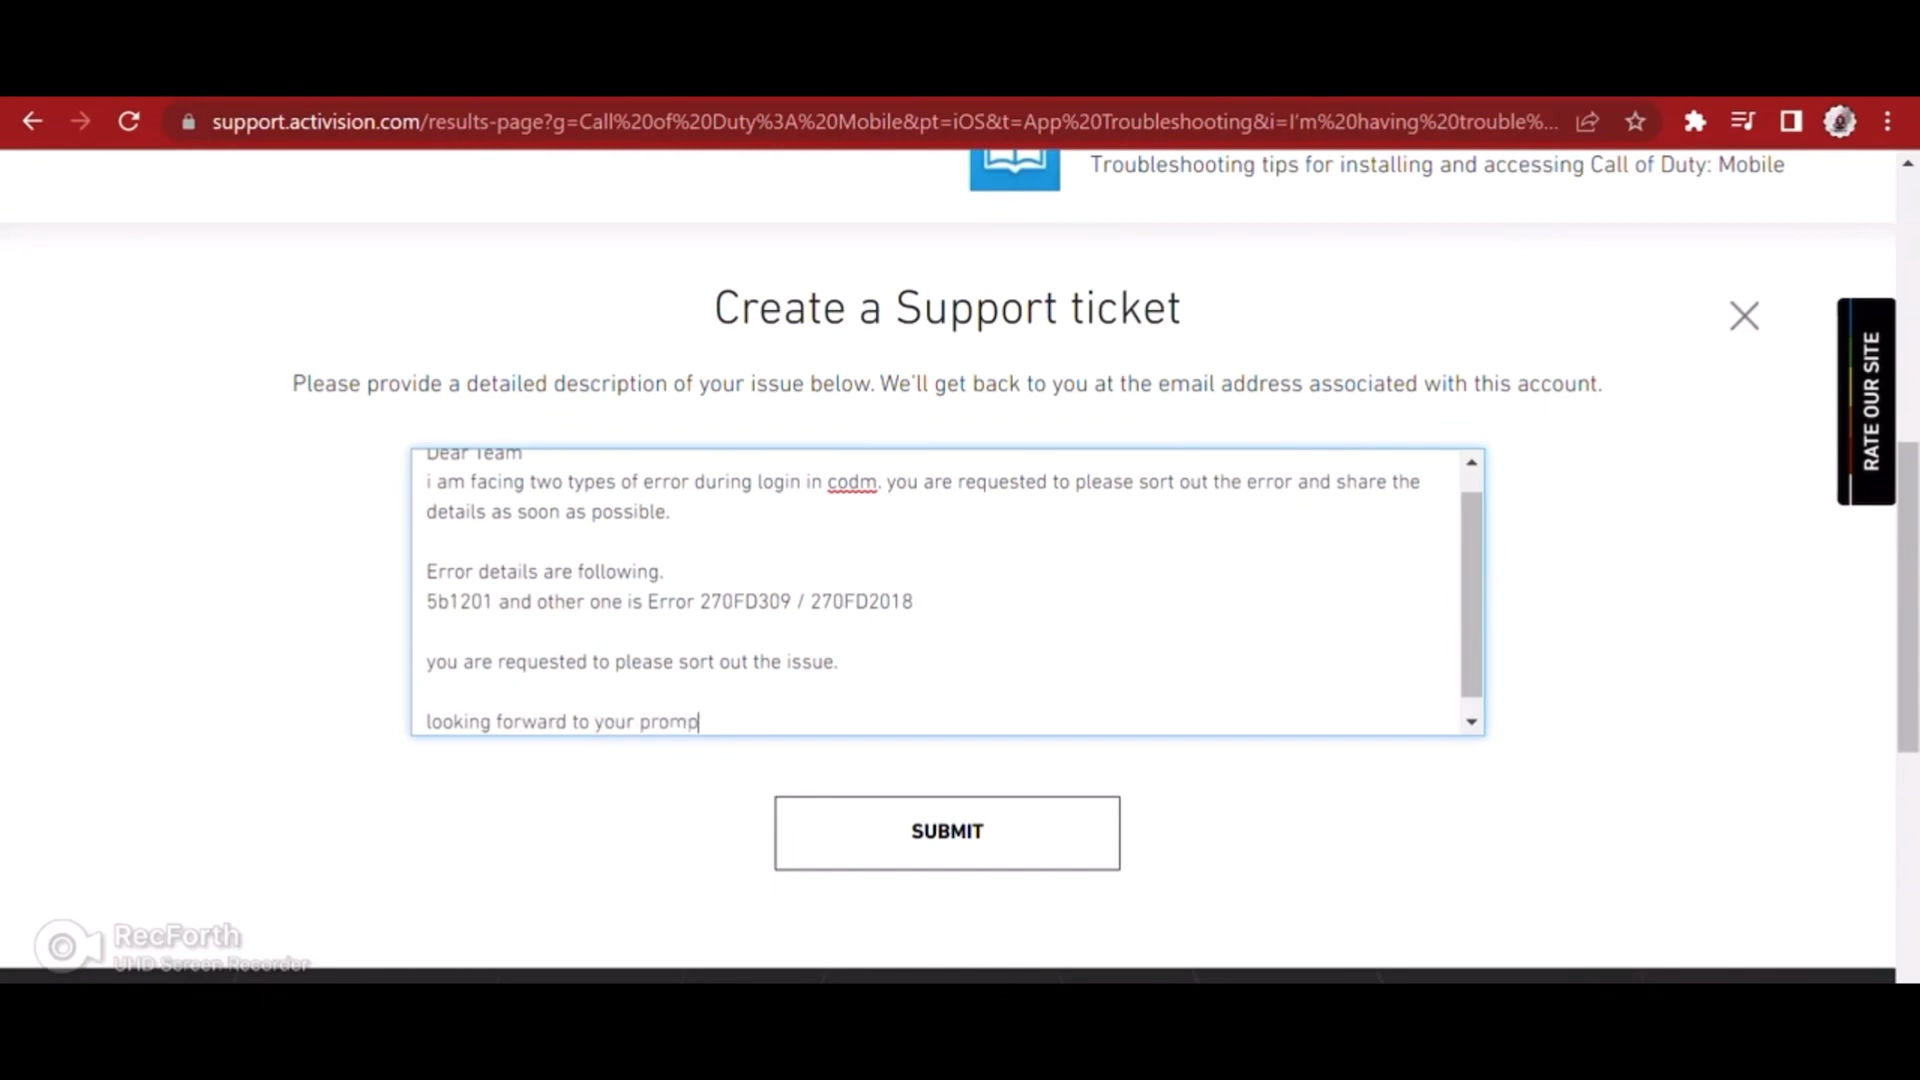 support.activision.com/results-page?g=Call%20of%20Duty%3A%20Mobile&pt=iOS&t=App%20Troubleshooting&i=I'm%20having%20trouble%...
Troubleshooting tips for installing and accessing Call of Duty: Mobile
Create a Support ticket
Please provide a detailed description of your issue below. We'll get back to you at the email address associated with this account.
RATE OUR SITE
Dear Team
i am facing two types of error during login in codm. you are requested to please sort out the error and share the
details as soon as possible.
Error details are following.
5b1201 and other one is Error 270FD309 / 270FD2018
you are requested to please sort out the issue.
looking forward to your promp
SUBMIT
RecForth
UHD Screen Recorder